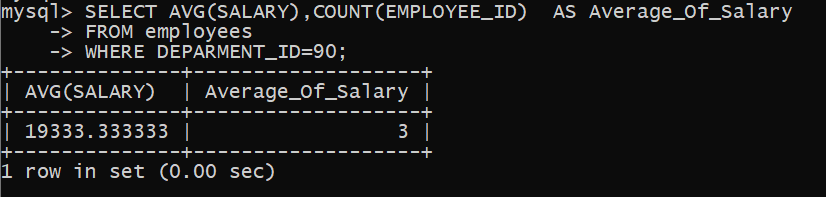 mysql> SELECT AVG(SALARY),COUNT(EMPLOYEE_ID)  AS Average_Of_Salary
    -> FROM employees
    -> WHERE DEPARMENT_ID=90;
+--------------+-------------------+
| AVG(SALARY)  | Average_Of_Salary |
+--------------+-------------------+
| 19333.333333 |                 3 |
+--------------+-------------------+
1 row in set (0.00 sec)